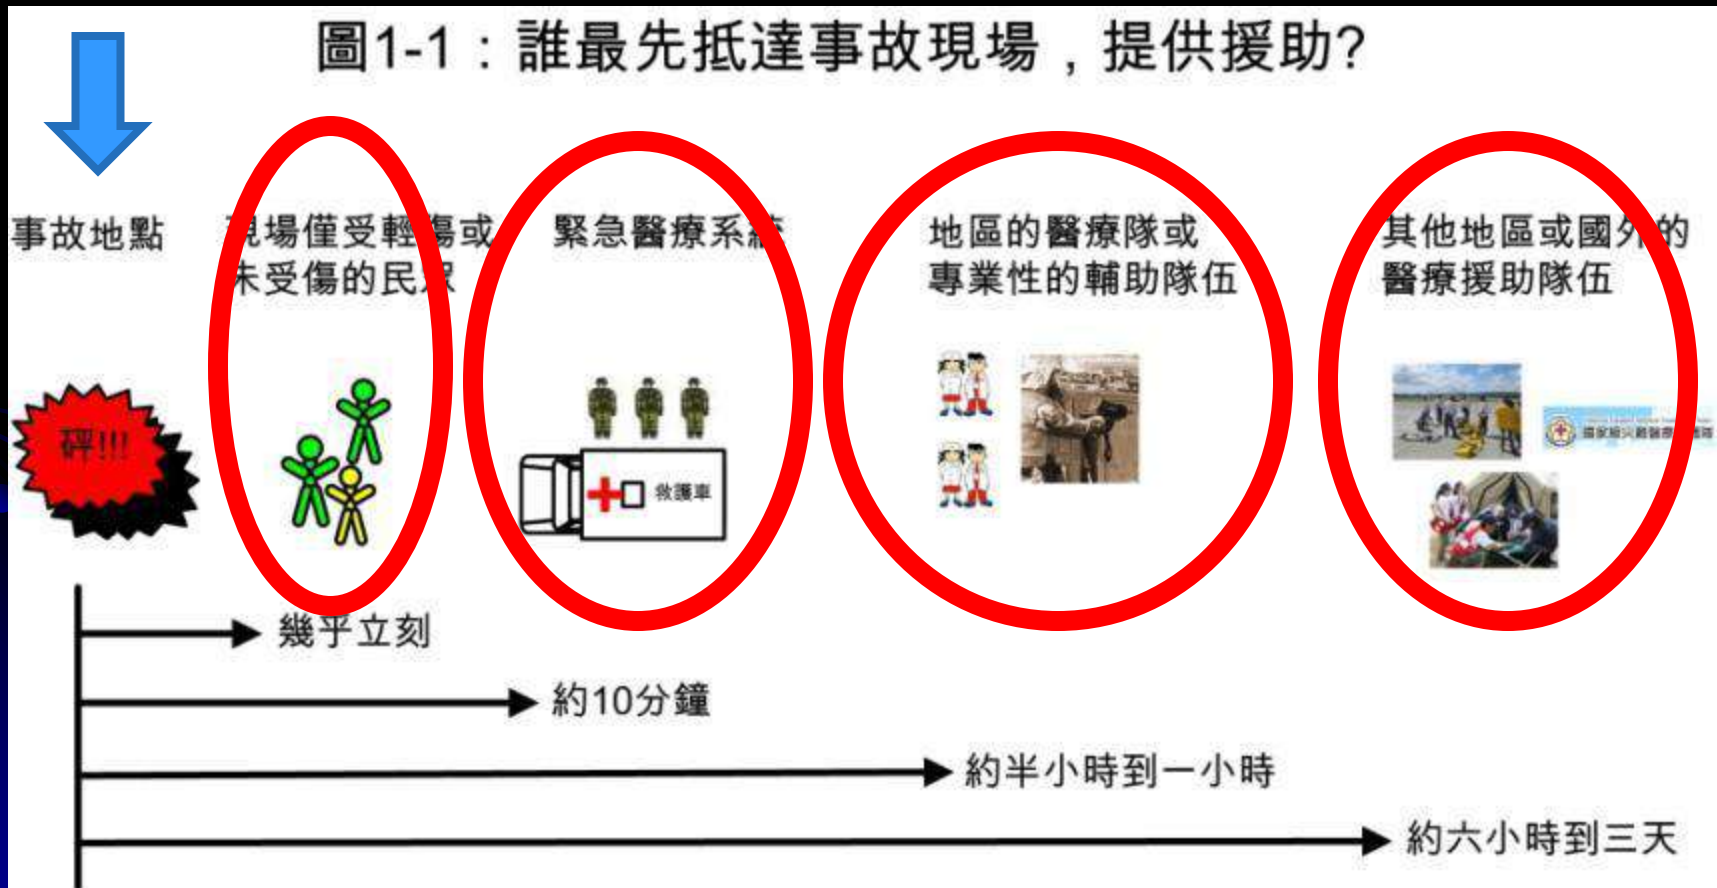 圖1-1：誰最先抵達事故現場，提供援助?
事故地點
現場僅受輕傷或
未受傷的民眾
緊急醫療系統
地區的醫療隊或
專業性的輔助隊伍
其他地區或國外的
醫療援助隊伍
砰!!!
救護車
幾乎立刻
約10分鐘
約半小時到一小時
約六小時到三天